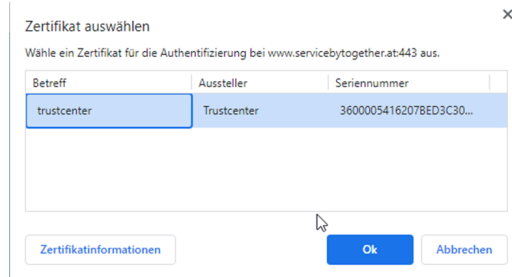 Zertifikat auswählen
Wähle ein Zertifikat für die Authentifizierung bei www.servicebytogether.at:443 aus.
Betreff Aussteller Seriennummer
trustcenter Trustcenter 3600005416207BED3C30...
Zertifikatinformationen Ok Abbrechen